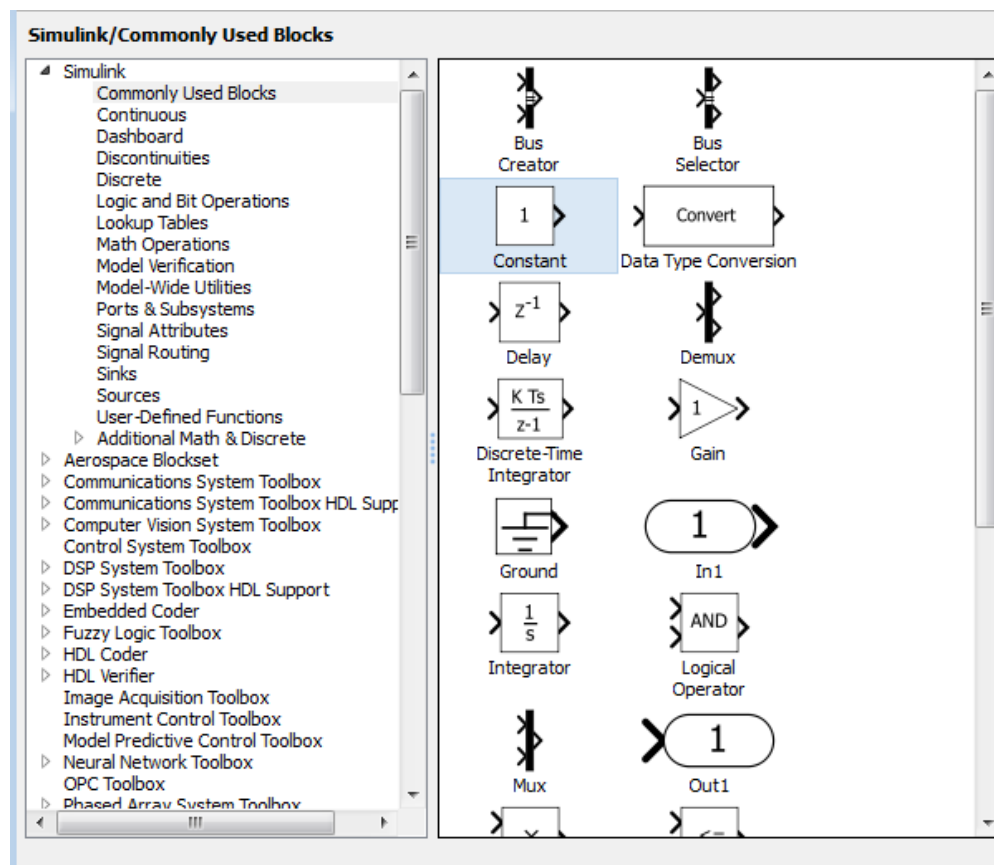 Simulink/Commonly Used Blocks
Simulink
Commonly Used Blocks
Continuous
Dashboard
Discontinuities
Discrete
Logic and Bit Operations
Lookup Tables
Math Operations
Model Verification
Model-Wide Utilities
Ports & Subsystems
Signal Attributes
Signal Routing
Sinks
Sources
User-Defined Functions
Additional Math & Discrete
Aerospace Blockset
Communications System Toolbox
Communications System Toolbox HDL Supp
Computer Vision System Toolbox
Control System Toolbox
DSP System Toolbox
DSP System Toolbox HDL Support
Embedded Coder
Fuzzy Logic Toolbox
HDL Coder
HDL Verifier
Image Acquisition Toolbox
Instrument Control Toolbox
Model Predictive Control Toolbox
Neural Network Toolbox
OPC Toolbox
Phased Array System Toolbox
Bus
Creator
Bus
Selector
1
Constant
Convert
Data Type Conversion
z-1
Delay
Demux
K Ts
z-1
Discrete-Time
Integrator
1
Gain
Ground
1
In1
1
s
Integrator
AND
Logical
Operator
Mux
1
Out1